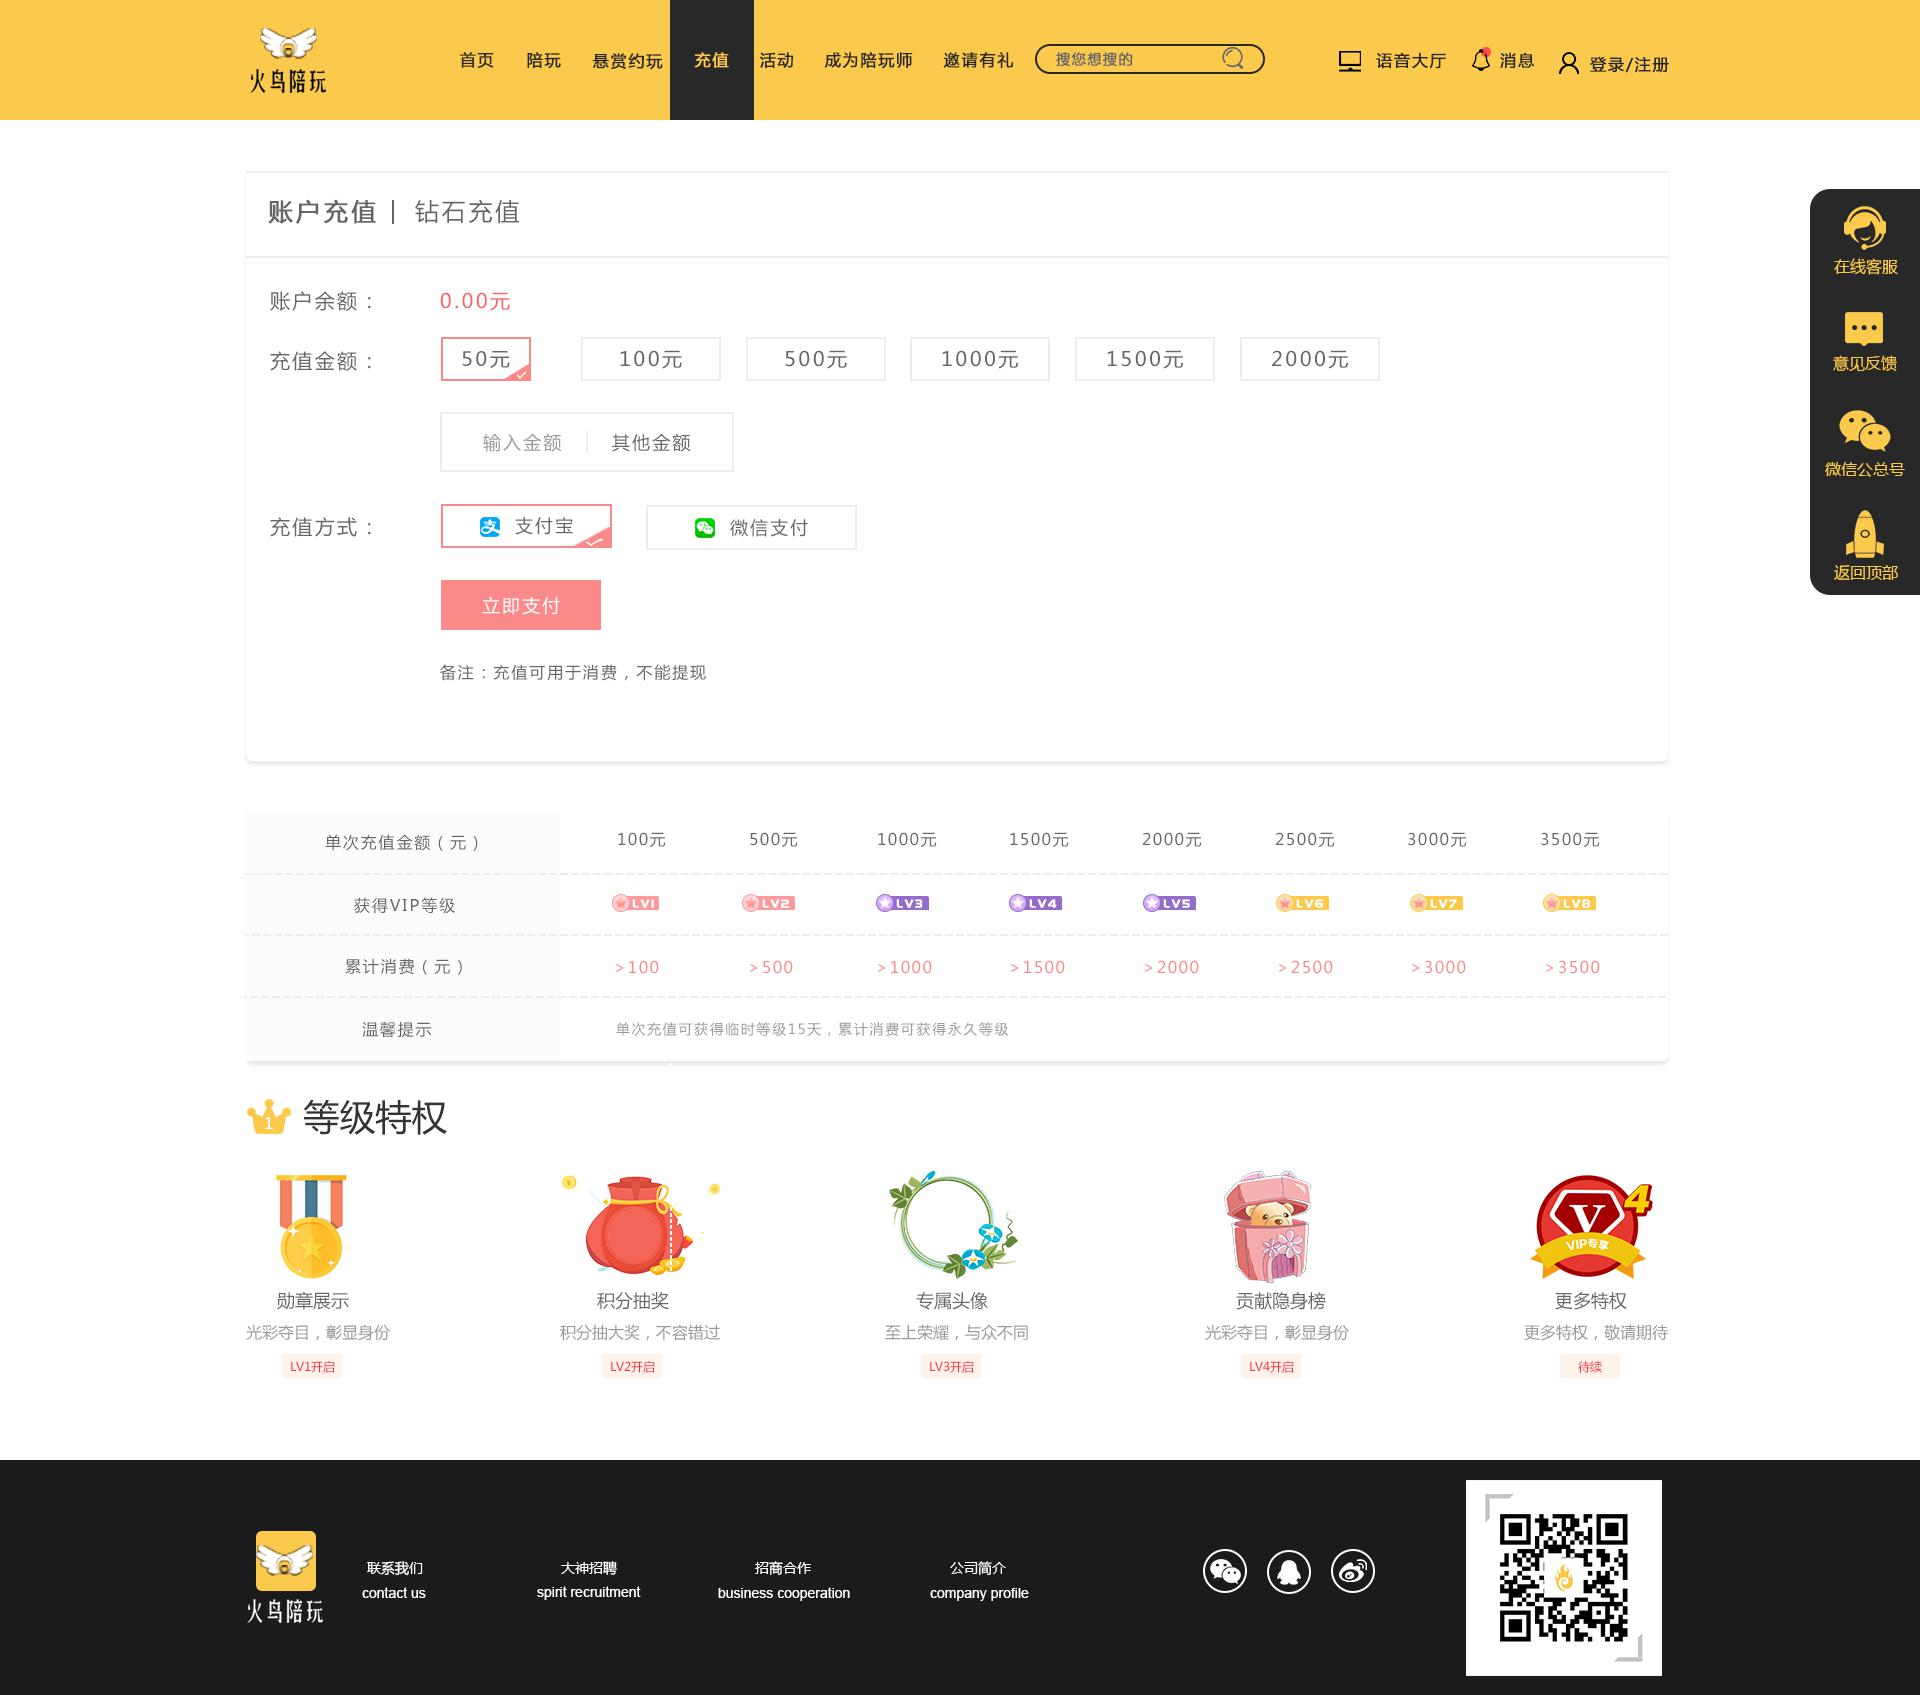 火鸟陪玩
首页 陪玩 悬赏约玩 充值 活动 成为陪玩师 邀请有礼 搜您想搜的 语音大厅 消息 登录/注册
账户充值 | 钻石充值
账户余额： 0.00元
充值金额： 50元 100元 500元 1000元 1500元 2000元
输入金额 其他金额
充值方式： 支 支付宝 微信支付
立即支付
备注：充值可用于消费，不能提现
在线客服
意见反馈
微信公总号
返回顶部
单次充值金额（元） 100元 500元 1000元 1500元 2000元 2500元 3000元 3500元
获得VIP等级 LV1 LV2 LV3 LV4 LV5 LV6 LV7 LV8
累计消费（元） >100 >500 >1000 >1500 >2000 >2500 >3000 >3500
温馨提示 单次充值可获得临时等级15天，累计消费可获得永久等级
1 等级特权
V 4
VIP专享
勋章展示 积分抽奖 专属头像 贡献隐身榜 更多特权
光彩夺目，彰显身份 积分抽大奖，不容错过 至上荣耀，与众不同 光彩夺目，彰显身份 更多特权，敬请期待
LV1开启 LV2开启 LV3开启 LV4开启 待续
火鸟陪玩
联系我们 大神招聘 招商合作 公司简介
contact us spirit recruitment business cooperation company profile